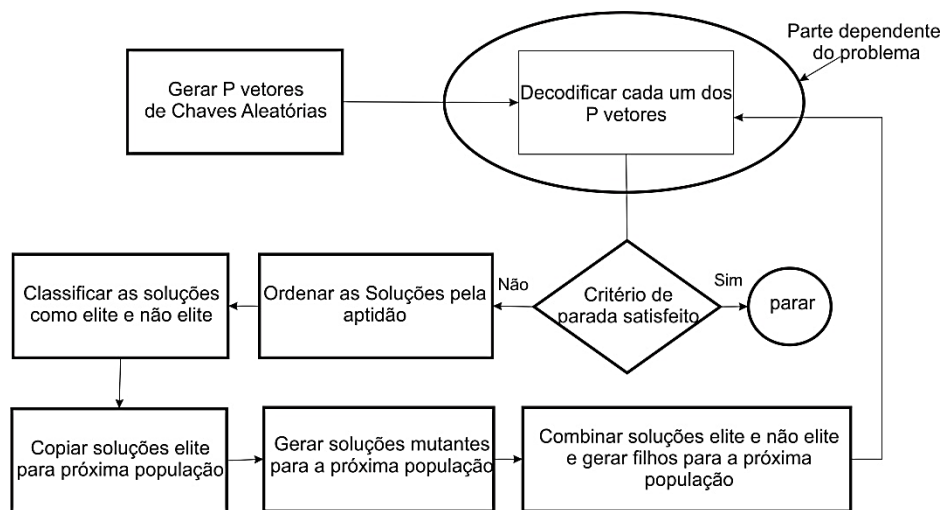 Parte dependente
do problema
Gerar P vetores
de Chaves Aleatórias
Decodificar cada um dos
P vetores
Classificar as soluções
como elite e não elite
Ordenar as Soluções pela
aptidão
Não
Critério de
parada satisfeito
Sim
parar
Copiar soluções elite
para próxima população
Gerar soluções mutantes
para a próxima população
Combinar soluções elite e não elite
e gerar filhos para a próxima
população